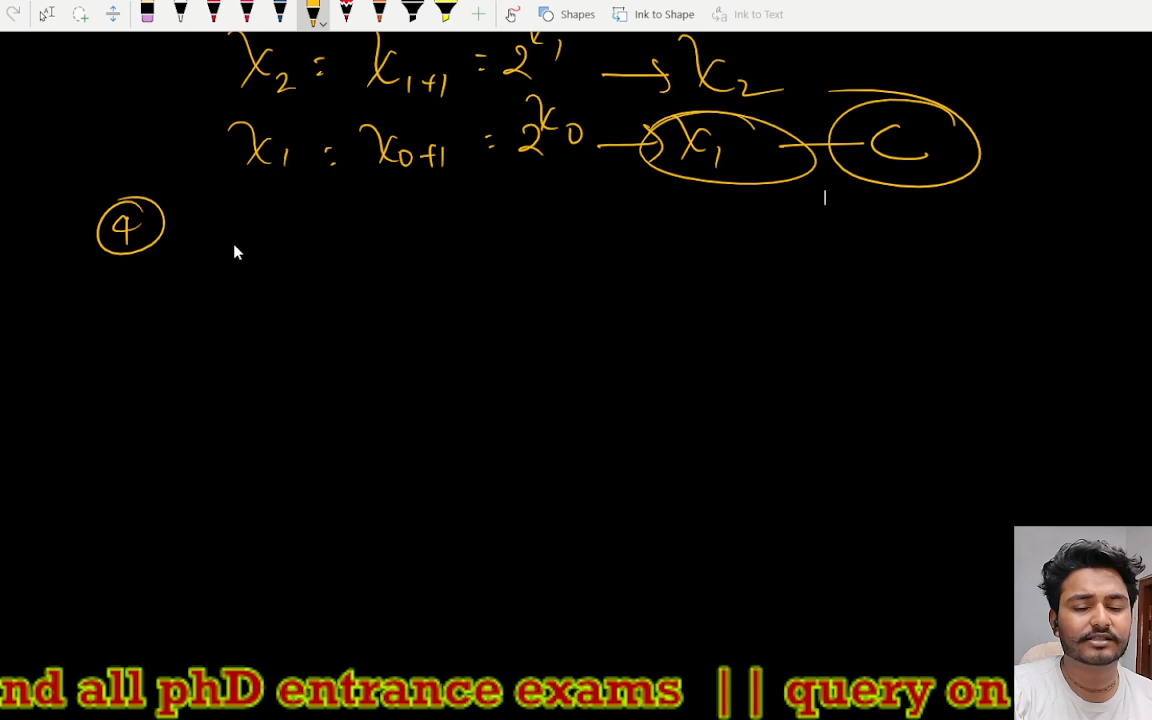 Shapes Ink to Shape Ink to Text
x₂ : x₁₊₁ : 2^x₁ → x₂
x₁ : x₀₊₁ : 2^x₀ → x₁ — C
4
nd all phD entrance exams || query on